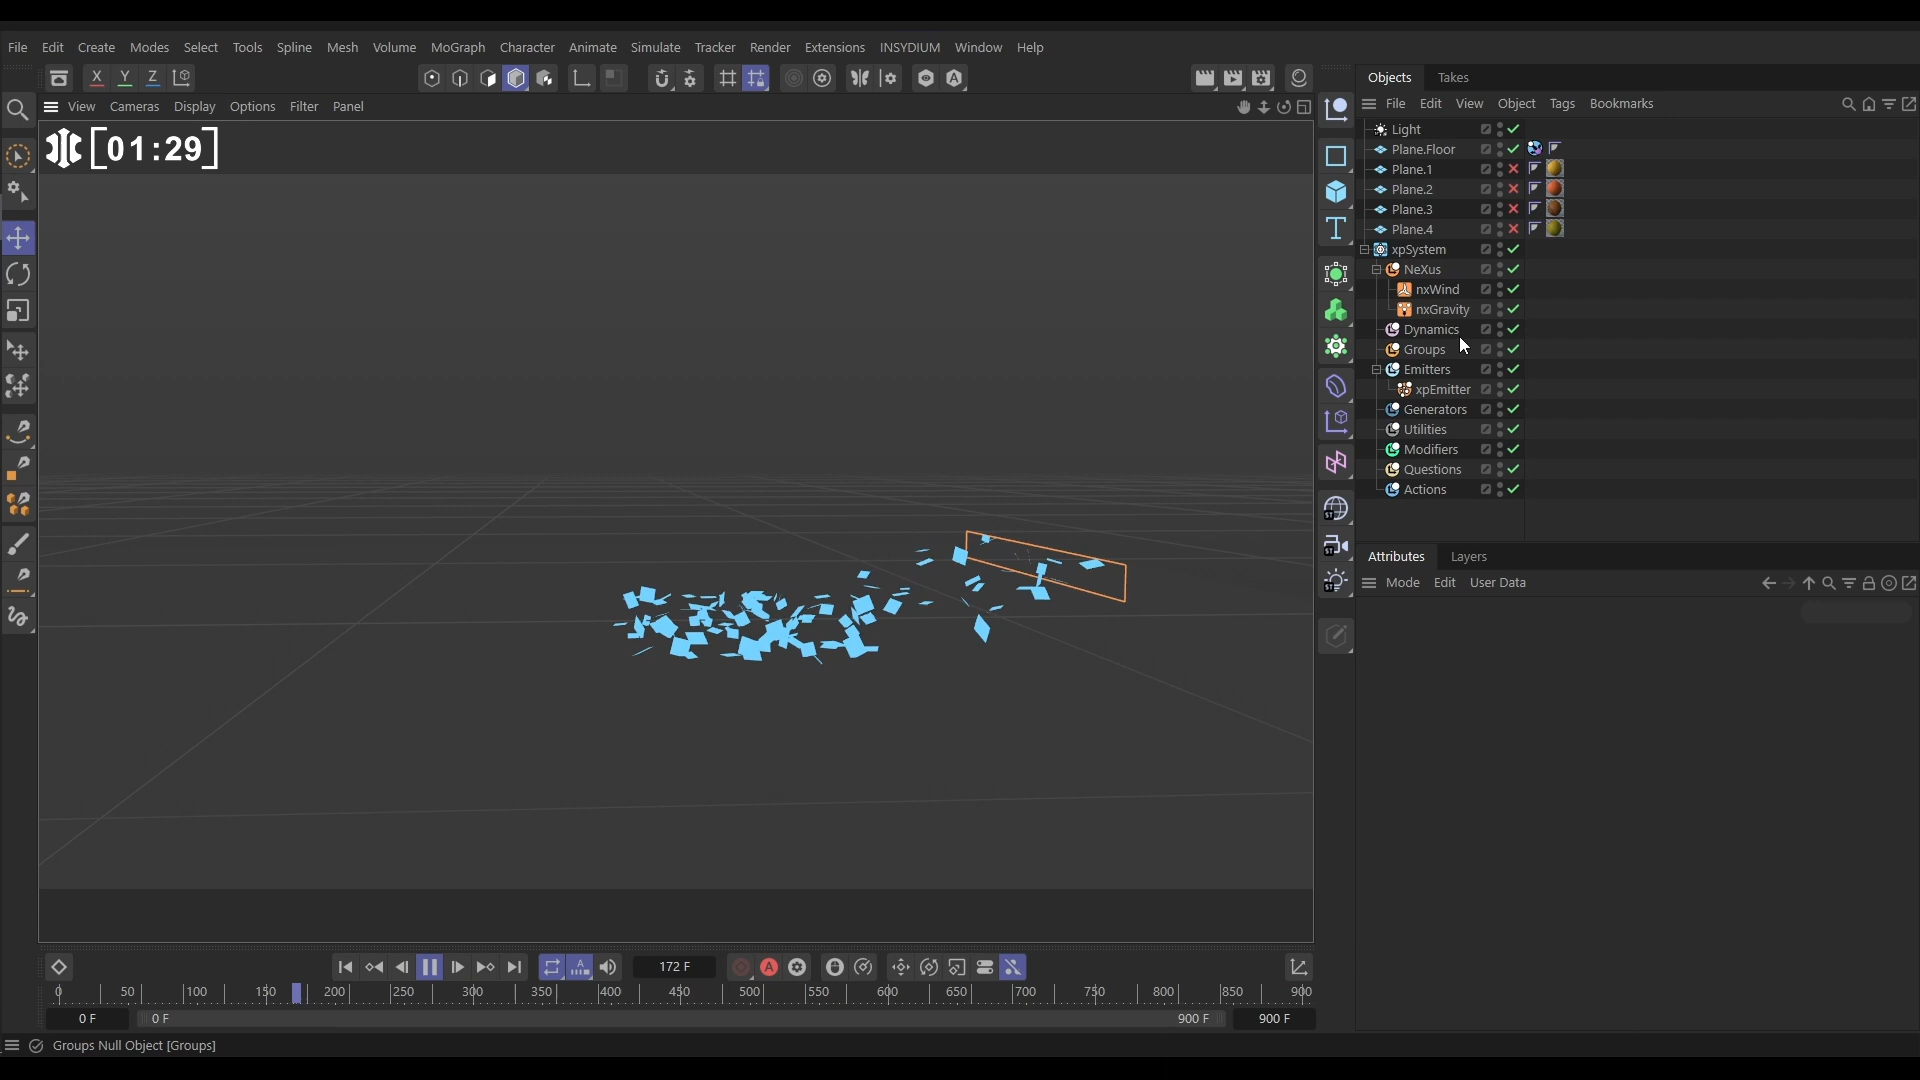 File Edit Create Modes Select Tools Spline Mesh Volume MoGraph Character Animate Simulate Tracker Render Extensions INSYDIUM Window Help
X Y Z
View Cameras Display Options Filter Panel
[01:29]
Objects Takes
File Edit View Object Tags Bookmarks
Light
Plane.Floor
Plane.1
Plane.2
Plane.3
Plane.4
xpSystem
NeXus
nxWind
nxGravity
Dynamics
Groups
Emitters
xpEmitter
Generators
Utilities
Modifiers
Questions
Actions
Attributes Layers
Mode Edit User Data
172 F
0 50 100 150 200 250 300 350 400 450 500 550 600 650 700 750 800 850 900
0 F 0 F 900 F 900 F
Groups Null Object [Groups]